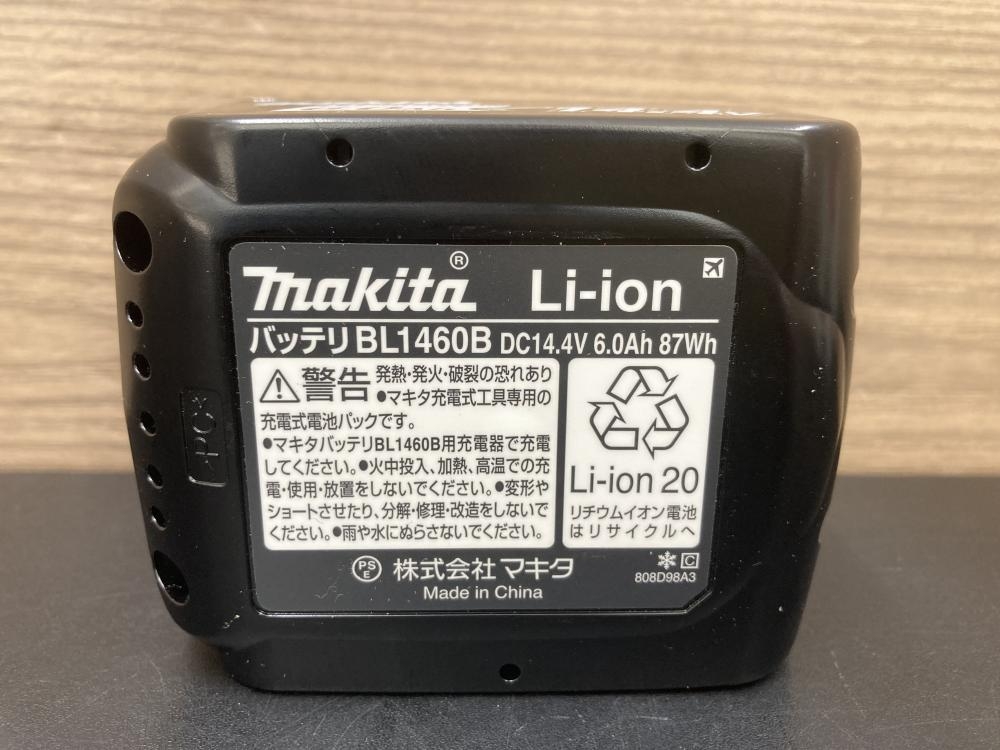 makita® Li-ion
バッテリ BL1460B DC14.4V 6.0Ah 87Wh
警告 発熱・発火・破裂の恐れあり
●マキタ充電式工具専用の
充電式電池パックです。
●マキタバッテリBL1460B用充電器で充電
してください。●火中投入、加熱、高温での充
電・使用・放置をしないでください。●変形や
ショートさせたり、分解・修理・改造をしないで
ください。●雨や水にぬらさないでください。
Li-ion 20
リチウムイオン電池
はリサイクルへ
PSE 株式会社 マキタ
Made in China
C
808D98A3
>PC<